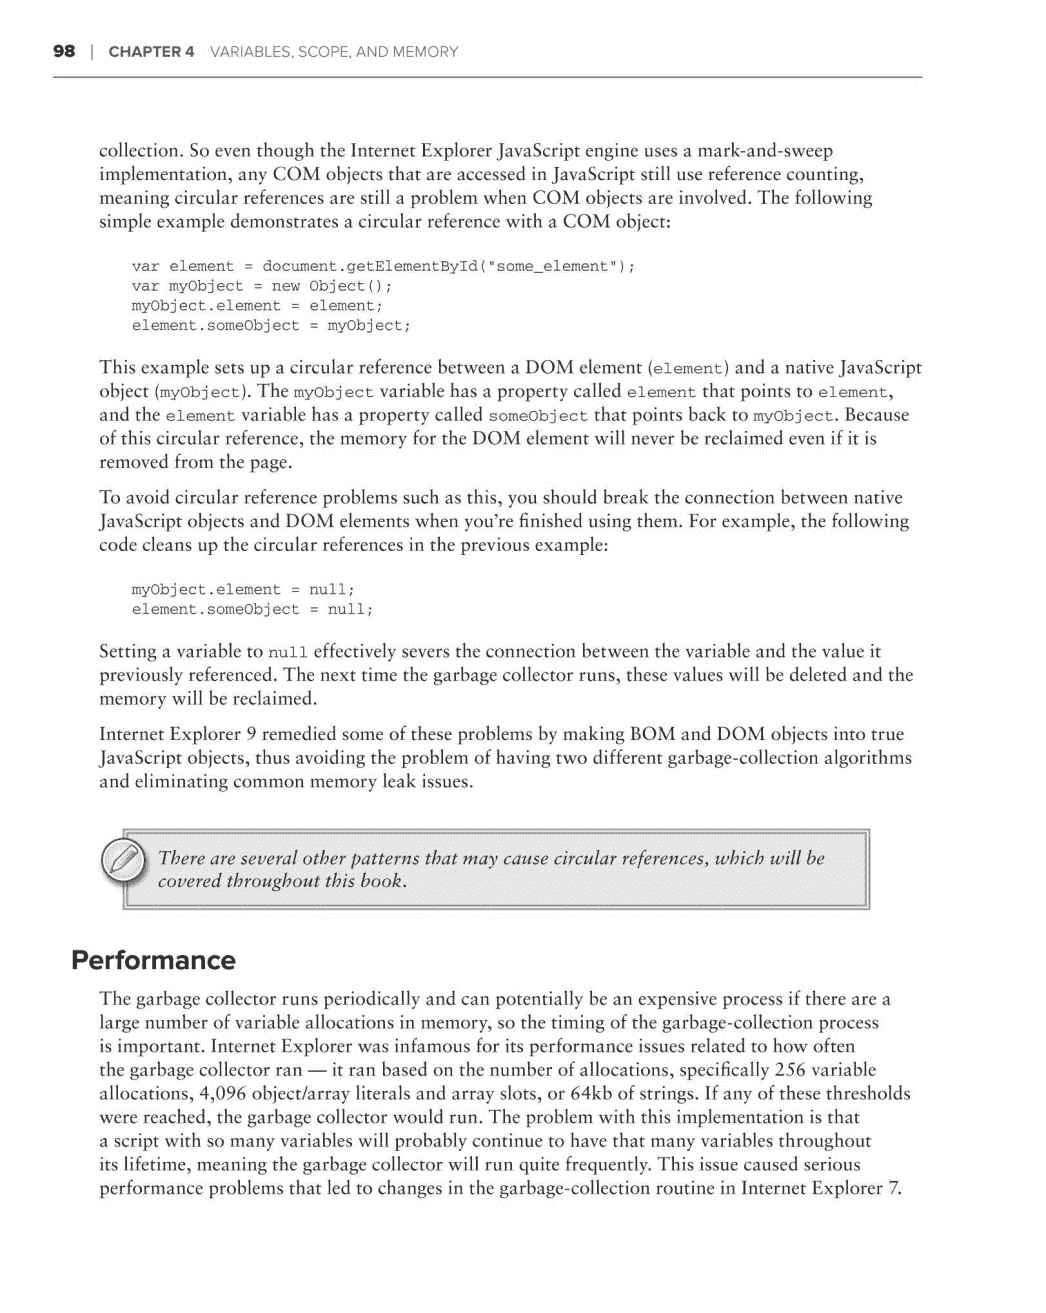 98 | CHAPTER 4 VARIABLES, SCOPE, AND MEMORY
collection. So even though the Internet Explorer JavaScript engine uses a mark-and-sweep
implementation, any COM objects that are accessed in JavaScript still use reference counting,
meaning circular references are still a problem when COM objects are involved. The following
simple example demonstrates a circular reference with a COM object:
var element = document.getElementById("some_element");
var myObject = new Object();
myObject.element = element;
element.someObject = myObject;
This example sets up a circular reference between a DOM element (element) and a native JavaScript
object (myObject). The myObject variable has a property called element that points to element,
and the element variable has a property called someObject that points back to myObject. Because
of this circular reference, the memory for the DOM element will never be reclaimed even if it is
removed from the page.
To avoid circular reference problems such as this, you should break the connection between native
JavaScript objects and DOM elements when you're finished using them. For example, the following
code cleans up the circular references in the previous example:
myObject.element = null;
element.someObject = null;
Setting a variable to null effectively severs the connection between the variable and the value it
previously referenced. The next time the garbage collector runs, these values will be deleted and the
memory will be reclaimed.
Internet Explorer 9 remedied some of these problems by making BOM and DOM objects into true
JavaScript objects, thus avoiding the problem of having two different garbage-collection algorithms
and eliminating common memory leak issues.
There are several other patterns that may cause circular references, which will be
covered throughout this book.
Performance
The garbage collector runs periodically and can potentially be an expensive process if there are a
large number of variable allocations in memory, so the timing of the garbage-collection process
is important. Internet Explorer was infamous for its performance issues related to how often
the garbage collector ran — it ran based on the number of allocations, specifically 256 variable
allocations, 4,096 object/array literals and array slots, or 64kb of strings. If any of these thresholds
were reached, the garbage collector would run. The problem with this implementation is that
a script with so many variables will probably continue to have that many variables throughout
its lifetime, meaning the garbage collector will run quite frequently. This issue caused serious
performance problems that led to changes in the garbage-collection routine in Internet Explorer 7.